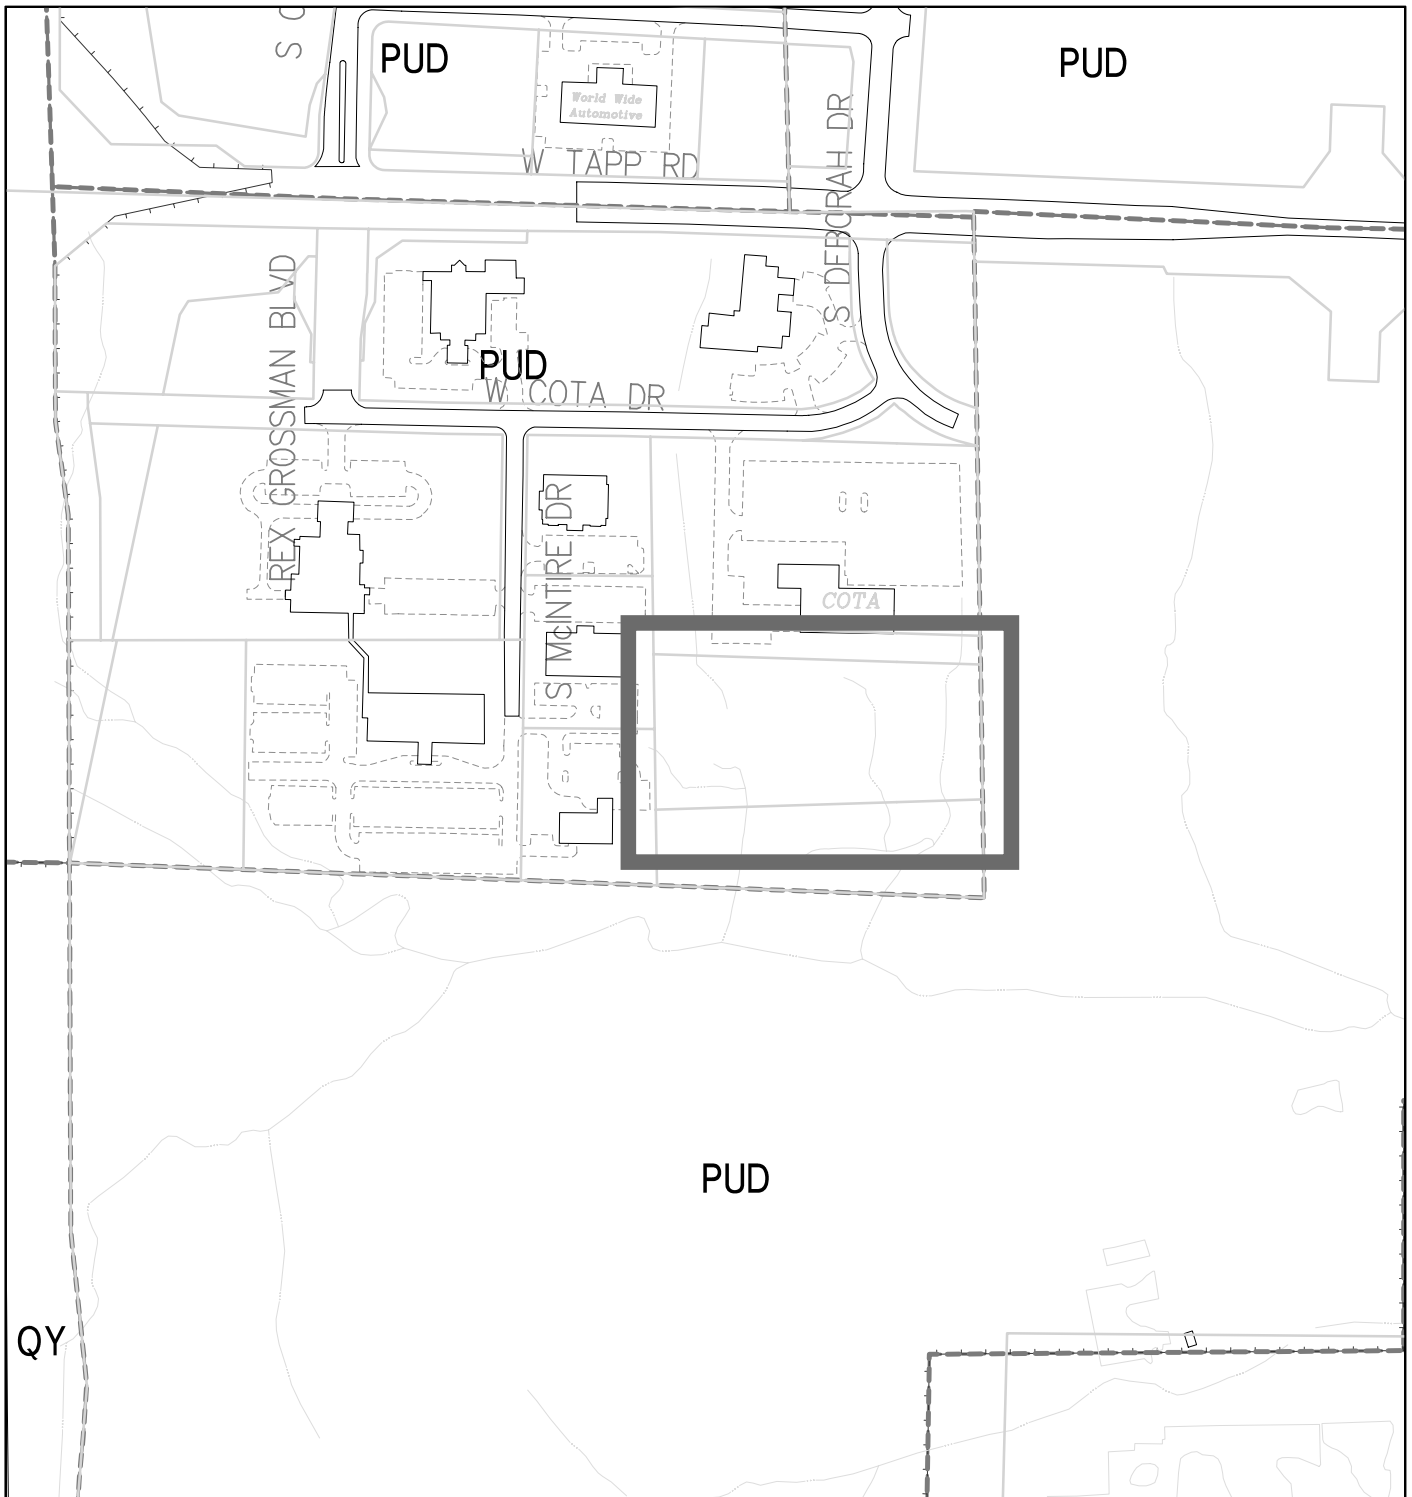 S C
PUD
PUD
World Wide
Automotive
W TAPP RD
S DEBORAH DR
REX GROSSMAN BLVD
PUD
W COTA DR
S McINTIRE DR
COTA
PUD
QY